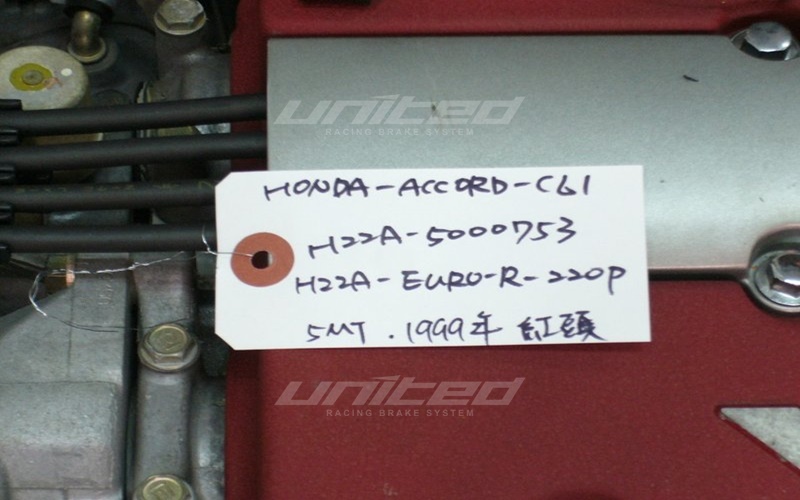 united
RACING BRAKE SYSTEM
HONDA-ACCORD-CL1
H22A-5000753
H22A-EURO-R-220P
5MT . 1999年 紅頭
united
RACING BRAKE SYSTEM